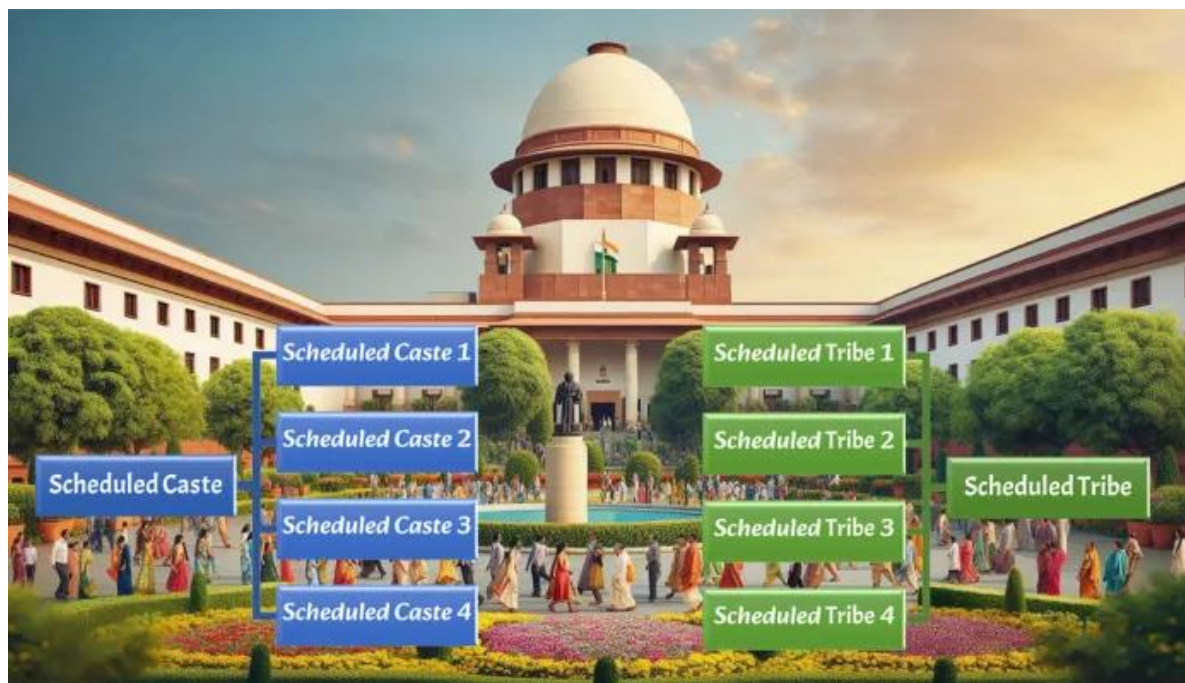 Scheduled Caste
Scheduled Caste 1
Scheduled Caste 2
Scheduled Caste 3
Scheduled Caste 4
Scheduled Tribe 1
Scheduled Tribe 2
Scheduled Tribe 3
Scheduled Tribe 4
Scheduled Tribe